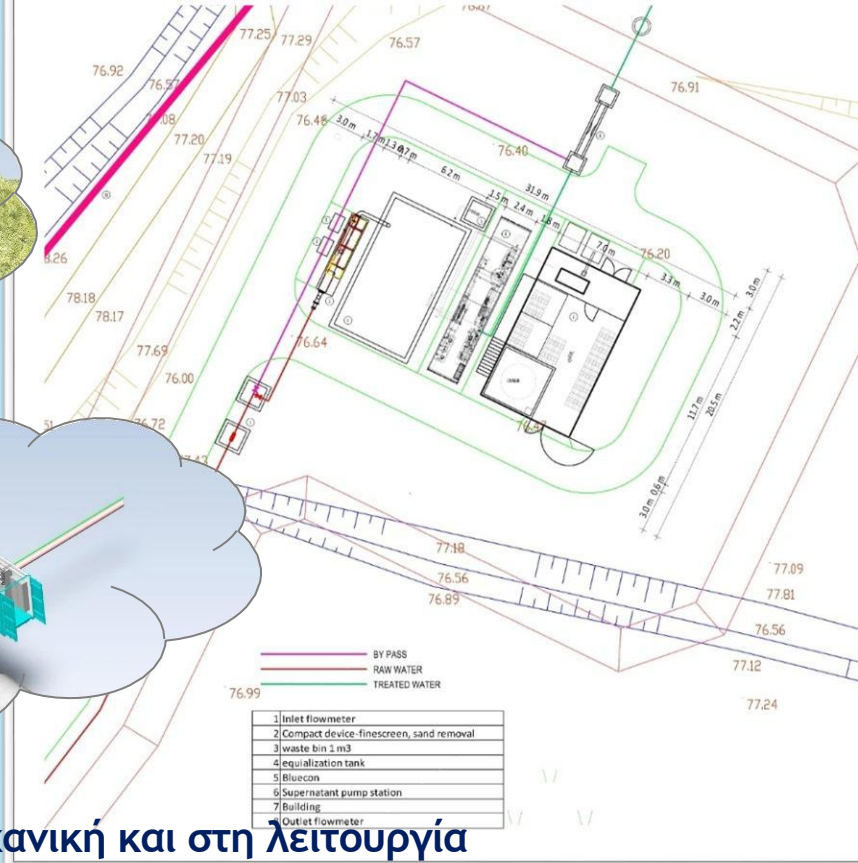 77.25
77.29
76.57
76.92
76.91
77.03
76.48
77.20
77.19
3.0 m
1.7 m
6.2 m
76.40
31.9 m
1.5 m
2.4 m
1.8 m
7.0 m
76.20
3.3 m
3.0 m
3.0 m
2.2 m
78.18
78.17
77.69
76.00
76.64
76.72
11.7 m
20.5 m
0.6 m
3.0 m
77.18
76.56
76.89
77.09
77.81
76.56
77.12
77.24
76.99
BY PASS
RAW WATER
TREATED WATER
1 Inlet flowmeter
2 Compact device-finescreen, sand removal
3 waste bin 1 m3
4 equialization tank
5 Bluecon
6 Supernatant pump station
7 Building
8 Outlet flowmeter
και στη λειτουργία